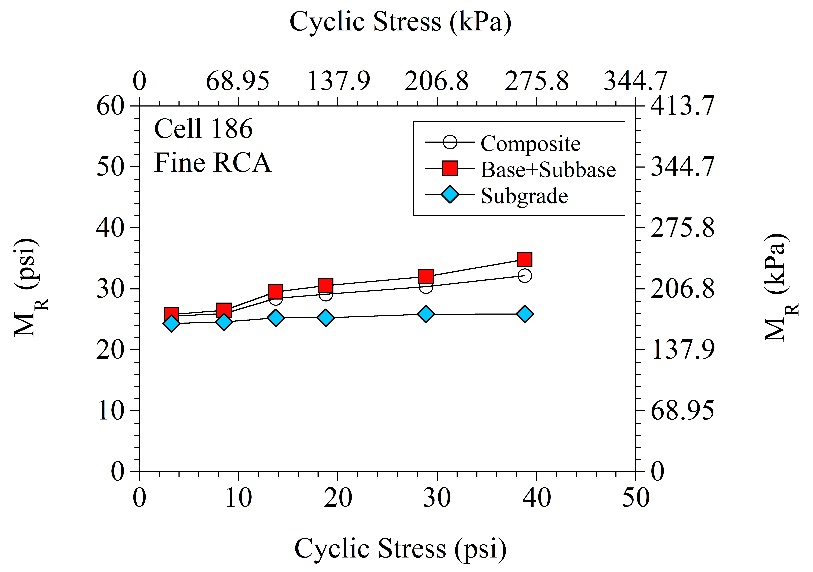 Cyclic Stress (kPa)
0 68.95 137.9 206.8 275.8 344.7
60 413.7
Cell 186
Fine RCA
Composite
Base+Subbase
Subgrade
50 344.7
40 275.8
30 206.8
20 137.9
10 68.95
0 0
M_R (psi)
M_R (kPa)
0 10 20 30 40 50
Cyclic Stress (psi)